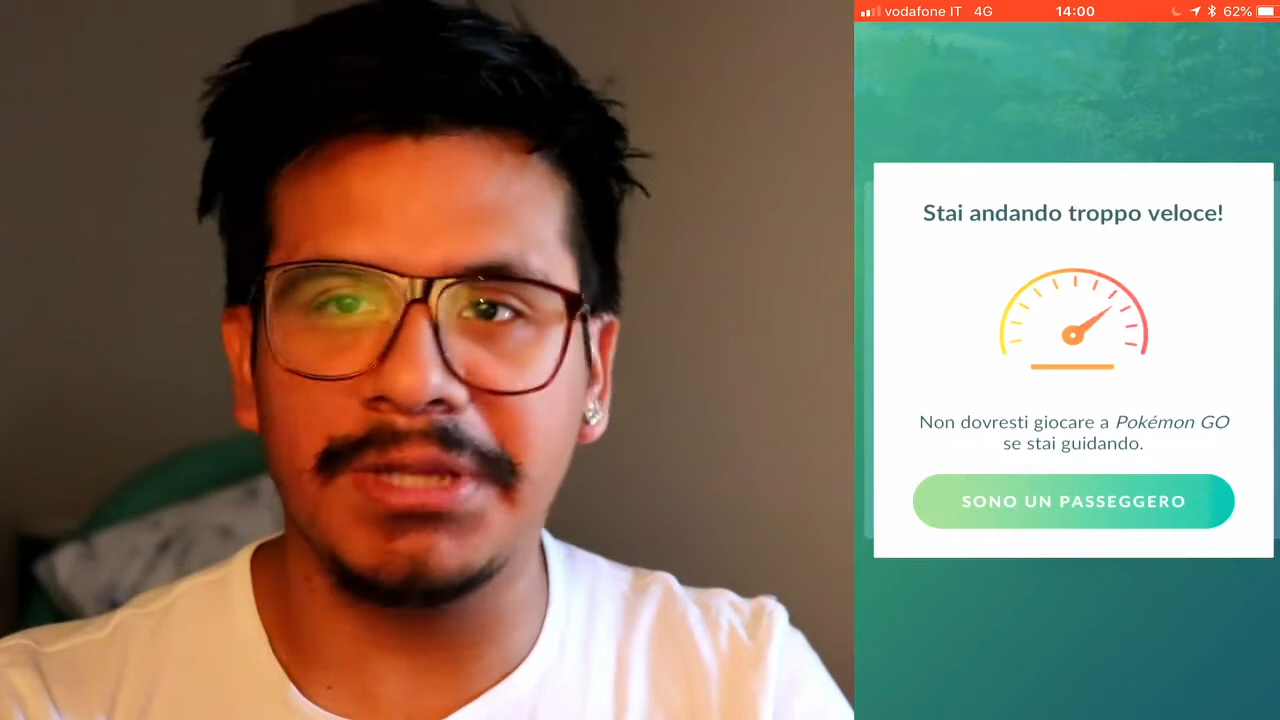 vodafone IT 4G 14:00 62%
Stai andando troppo veloce!
Non dovresti giocare a Pokémon GO
se stai guidando.
SONO UN PASSEGGERO